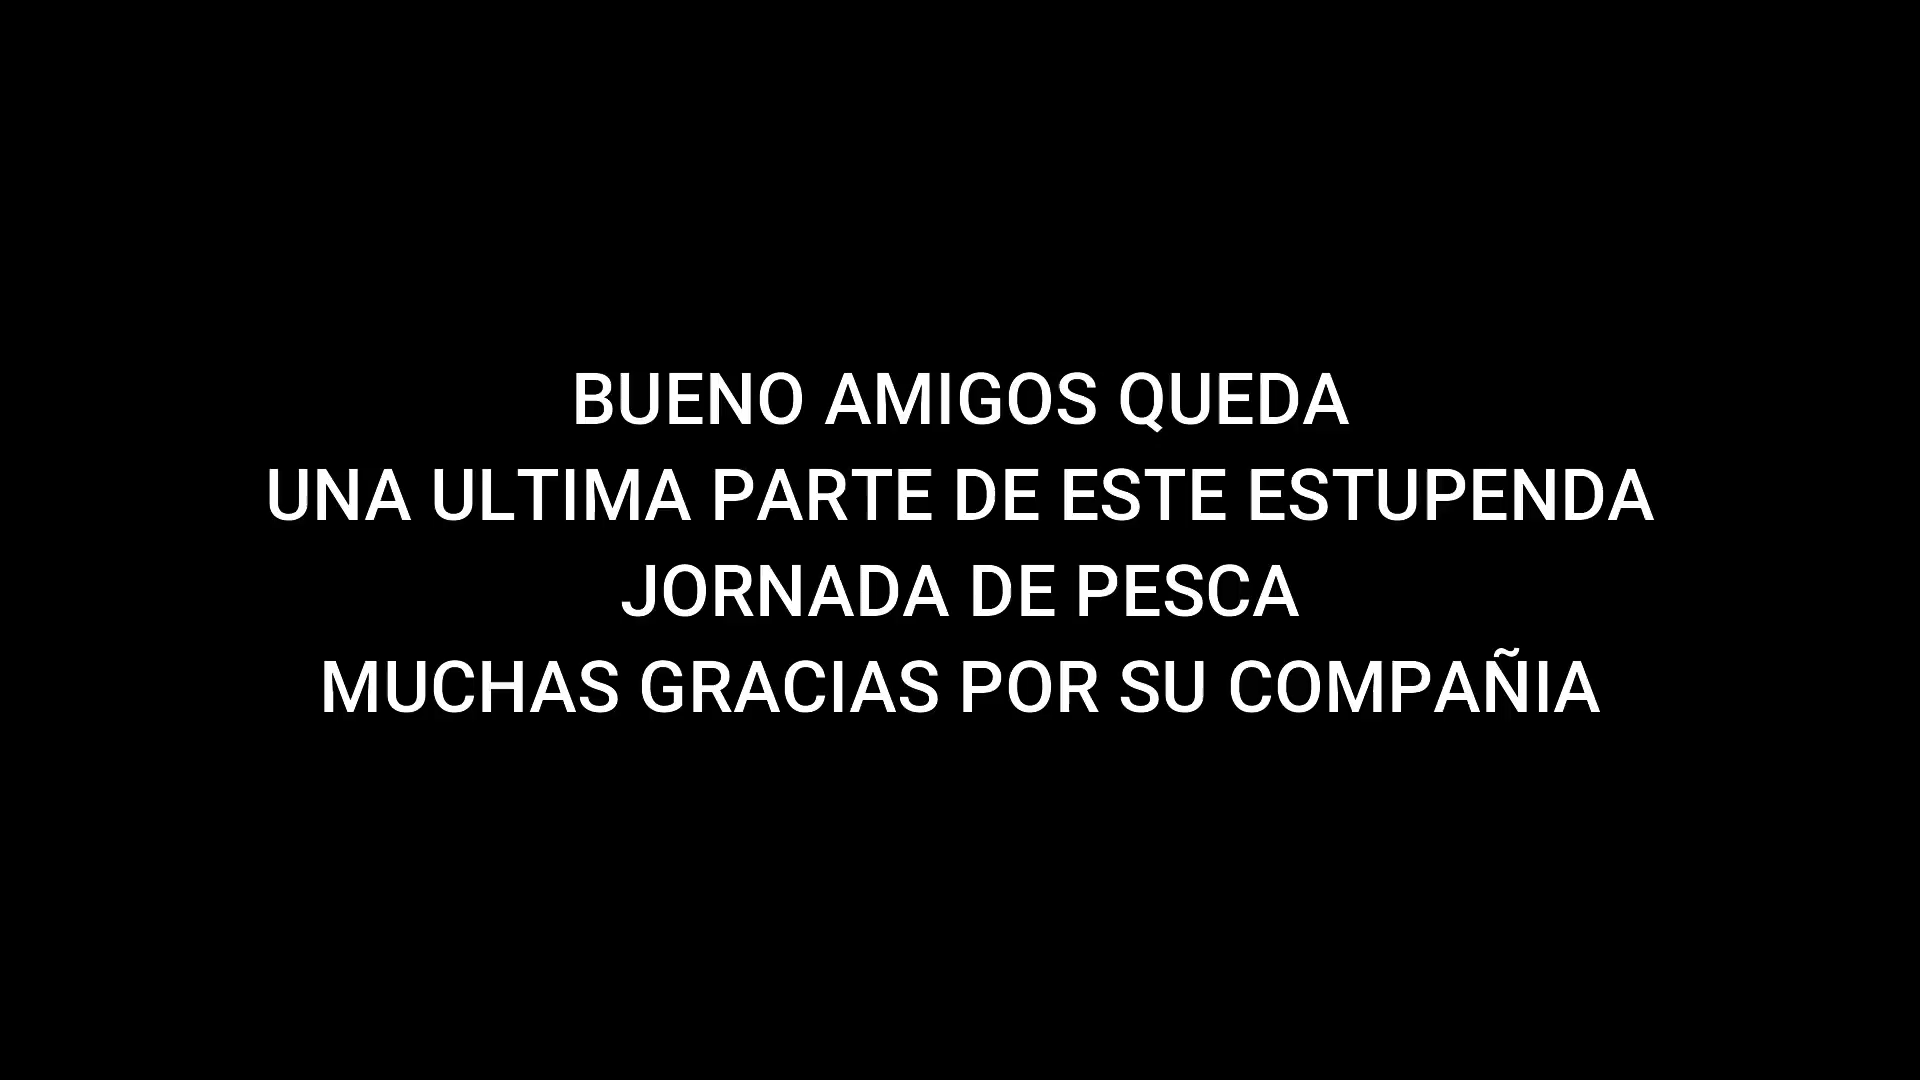 BUENO AMIGOS QUEDA
UNA ULTIMA PARTE DE ESTE ESTUPENDA
JORNADA DE PESCA
MUCHAS GRACIAS POR SU COMPAÑIA